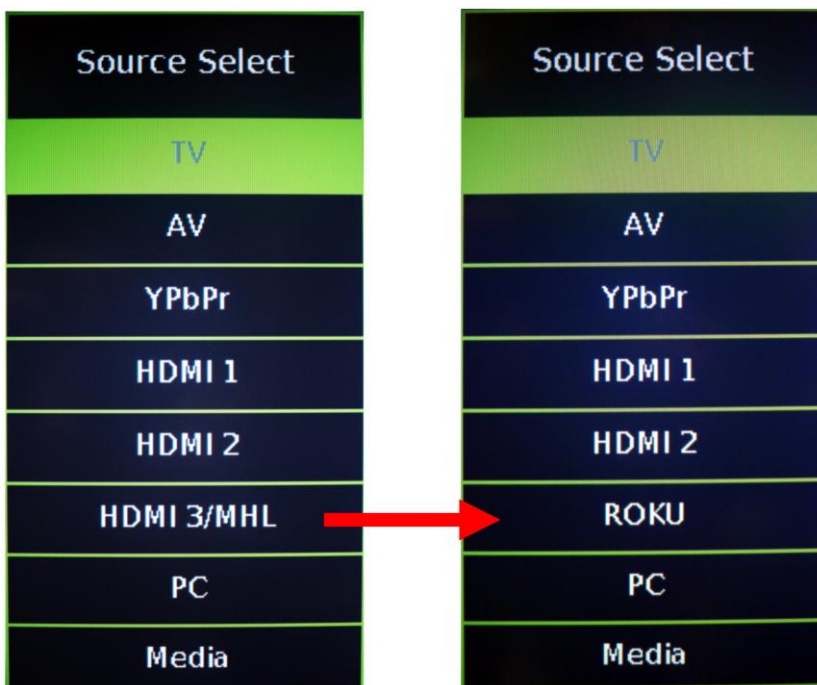 Source Select
TV
AV
YPbPr
HDMI 1
HDMI 2
HDMI 3/MHL
PC
Media
Source Select
TV
AV
YPbPr
HDMI 1
HDMI 2
ROKU
PC
Media